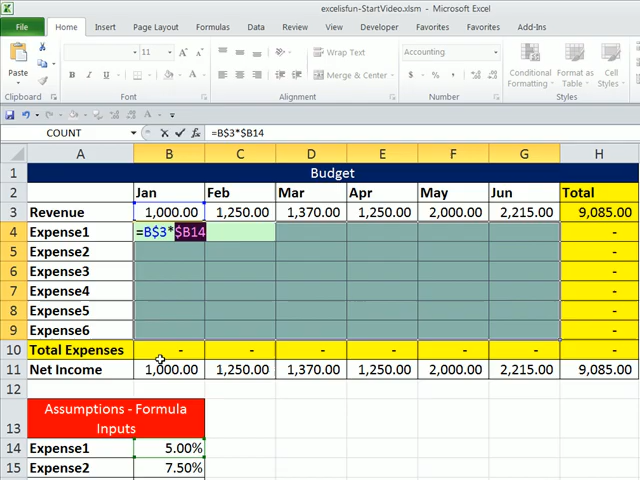 excelisfun-StartVideo.xlsm - Microsoft Excel
File Home Insert Page Layout Formulas Data Review View Developer Favorites Add-Ins
Paste
11
Wrap Text
Merge & Center
Accounting
$ % ,
Conditional Formatting
Format as Table
Cell Styles
Clipboard Font Alignment Number Styles
COUNT fx =B$3*$B14
A B C D E F G H
1 Budget
2 Jan Feb Mar Apr May Jun Total
3 Revenue 1,000.00 1,250.00 1,370.00 1,250.00 2,000.00 2,215.00 9,085.00
4 Expense1 =B$3*$B14 -
5 Expense2 -
6 Expense3 -
7 Expense4 -
8 Expense5 -
9 Expense6 -
10 Total Expenses - - - - - - -
11 Net Income 1,000.00 1,250.00 1,370.00 1,250.00 2,000.00 2,215.00 9,085.00
12
13 Assumptions - Formula
Inputs
14 Expense1 5.00%
15 Expense2 7.50%